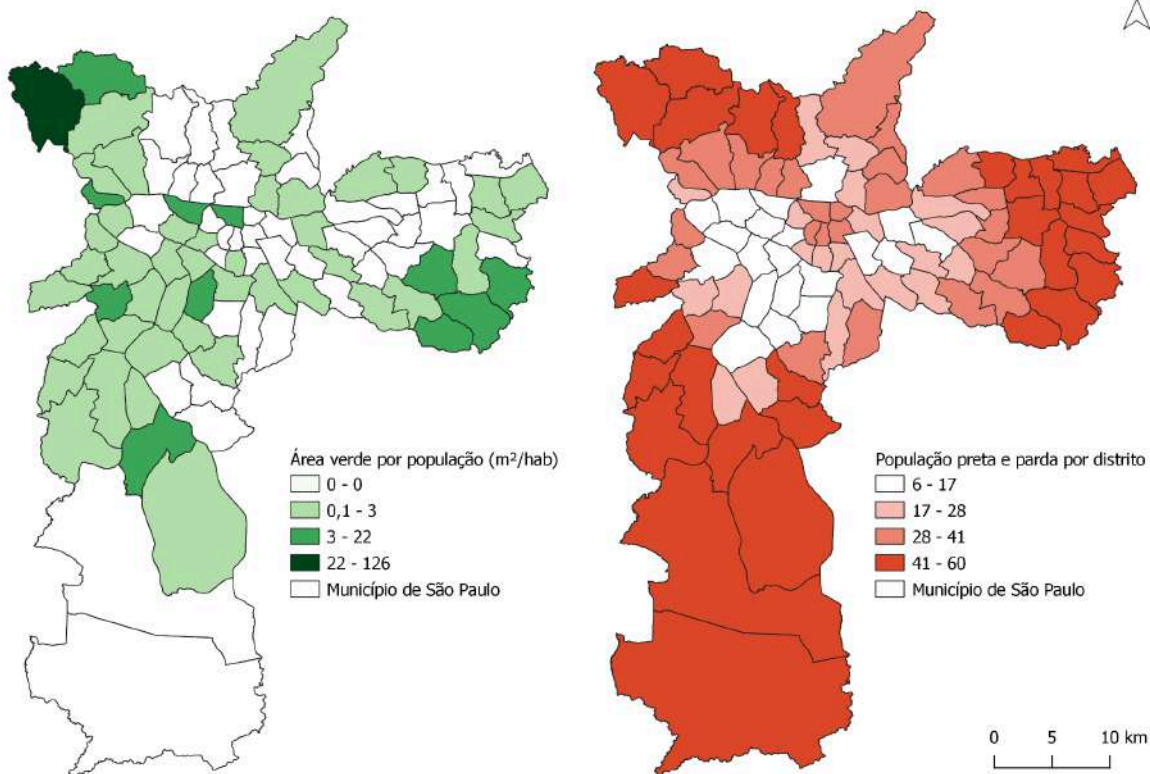 Área verde por população (m²/hab)
0 - 0
0,1 - 3
3 - 22
22 - 126
Município de São Paulo
População preta e parda por distrito
6 - 17
17 - 28
28 - 41
41 - 60
Município de São Paulo
0 5 10 km